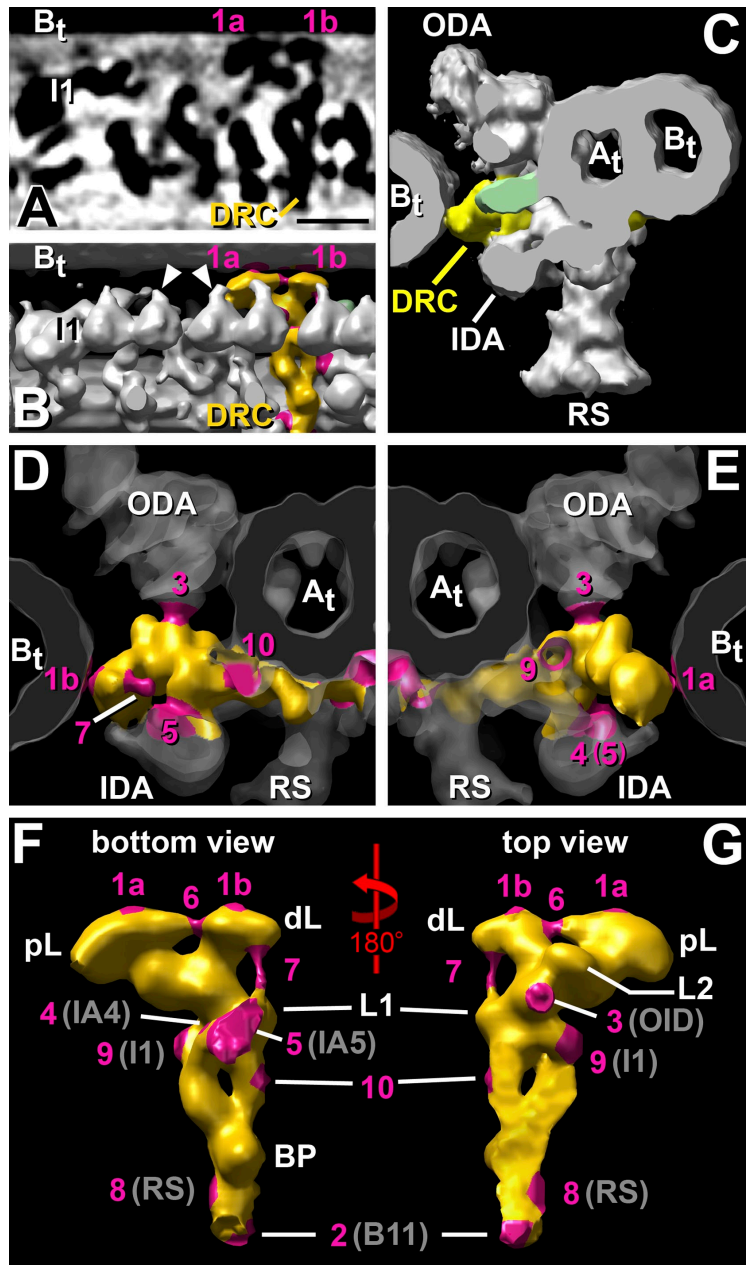 Bt 1a 1b
I1
A DRC
Bt 1a 1b
I1
B DRC
ODA C
At Bt
Bt
DRC
IDA
RS
D
ODA
3
At
Bt 10
1b
7 5
IDA RS
E
ODA
3
At
Bt
9 1a
4 (5)
RS IDA
F bottom view
1a 6 1b
dL
pL
7
4 (IA4)
9 (I1) 5 (IA5)
BP
8 (RS)
180°
L1
10
2 (B11)
top view G
1b 6 1a
dL
pL
7
L2
3 (OID)
9 (I1)
8 (RS)